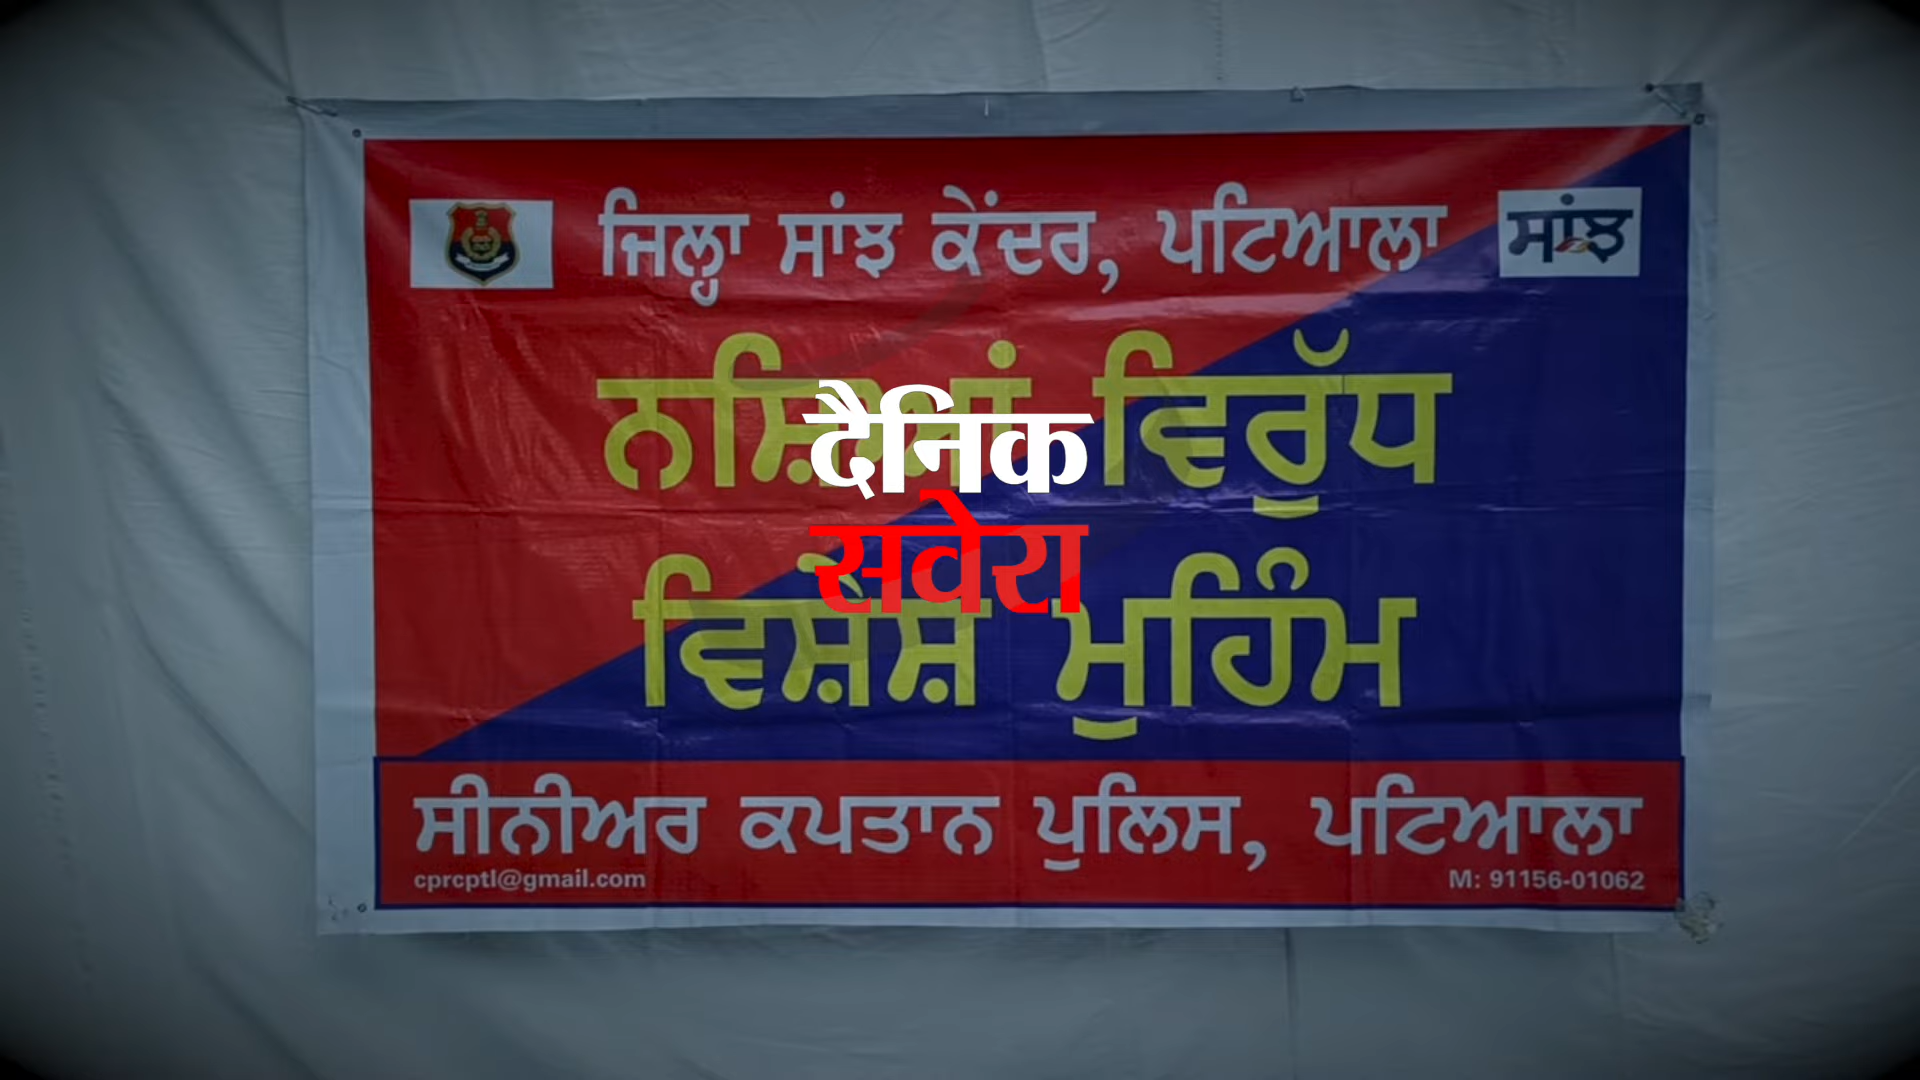 ਜਿਲ੍ਹਾ ਸਾਂਝ ਕੇਂਦਰ, ਪਟਿਆਲਾ
ਸਾਂਝ
ਨਸ਼ਿਆਂ ਵਿਰੁੱਧ
दैनिक
सवेरा
ਵਿਸ਼ੇਸ਼ ਮੁਹਿੰਮ
ਸੀਨੀਅਰ ਕਪਤਾਨ ਪੁਲਿਸ, ਪਟਿਆਲਾ
cprcptl@gmail.com
M: 91156-01062